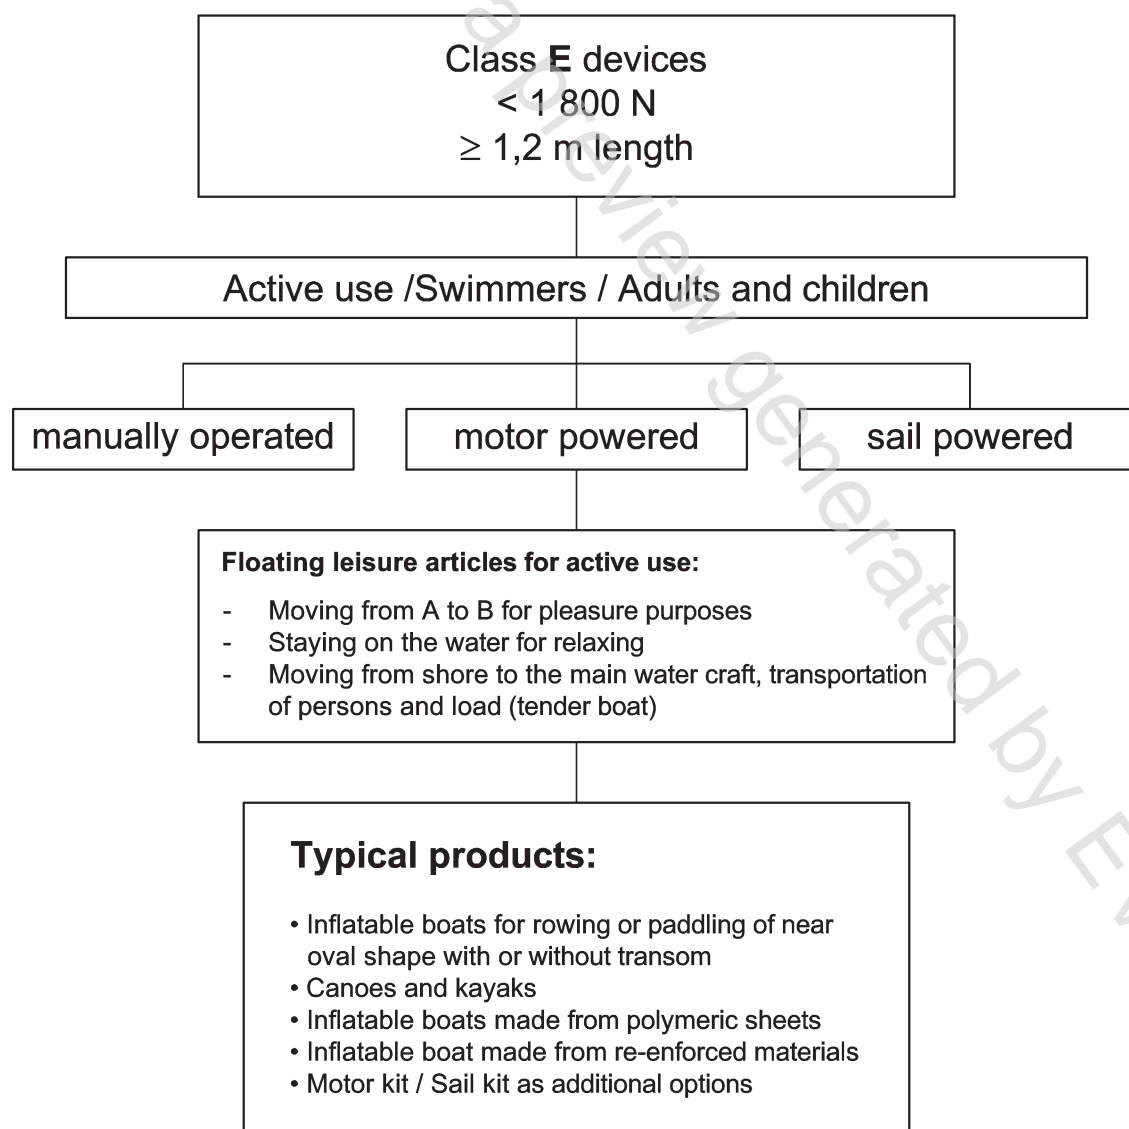 Class E devices
< 1 800 N
≥ 1,2 m length
Active use /Swimmers / Adults and children
manually operated
motor powered
sail powered
Floating leisure articles for active use:
- Moving from A to B for pleasure purposes
- Staying on the water for relaxing
- Moving from shore to the main water craft, transportation
of persons and load (tender boat)
Typical products:
• Inflatable boats for rowing or paddling of near
oval shape with or without transom
• Canoes and kayaks
• Inflatable boats made from polymeric sheets
• Inflatable boat made from re-enforced materials
• Motor kit / Sail kit as additional options
a preview generated by